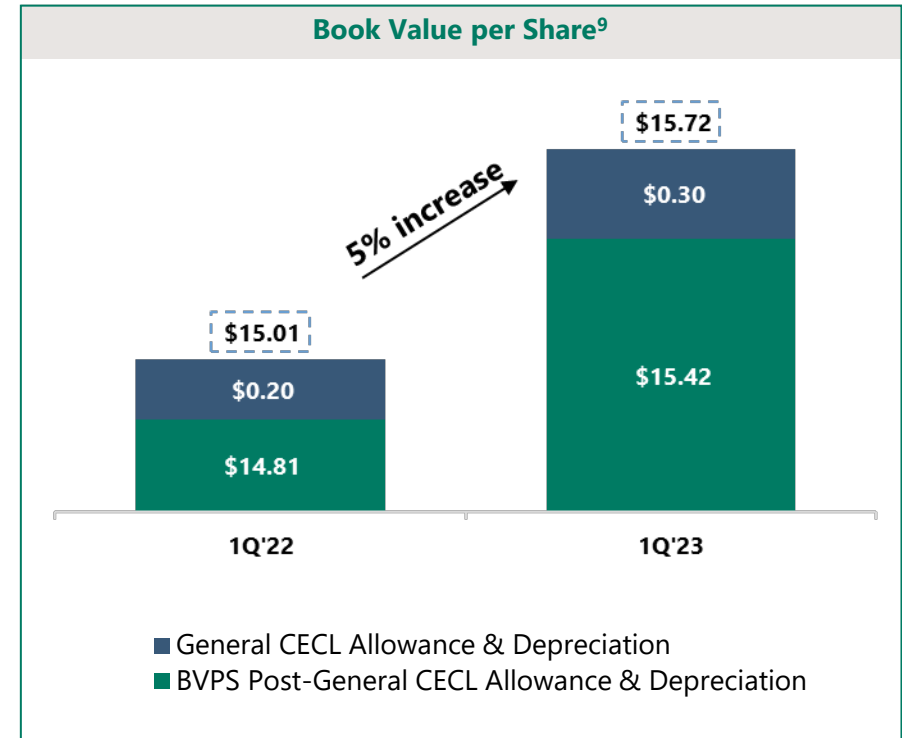 Book Value per Share⁹
$15.72
$0.30
5% increase
$15.01
$0.20
$15.42
$14.81
1Q'22
1Q'23
General CECL Allowance & Depreciation
BVPS Post-General CECL Allowance & Depreciation